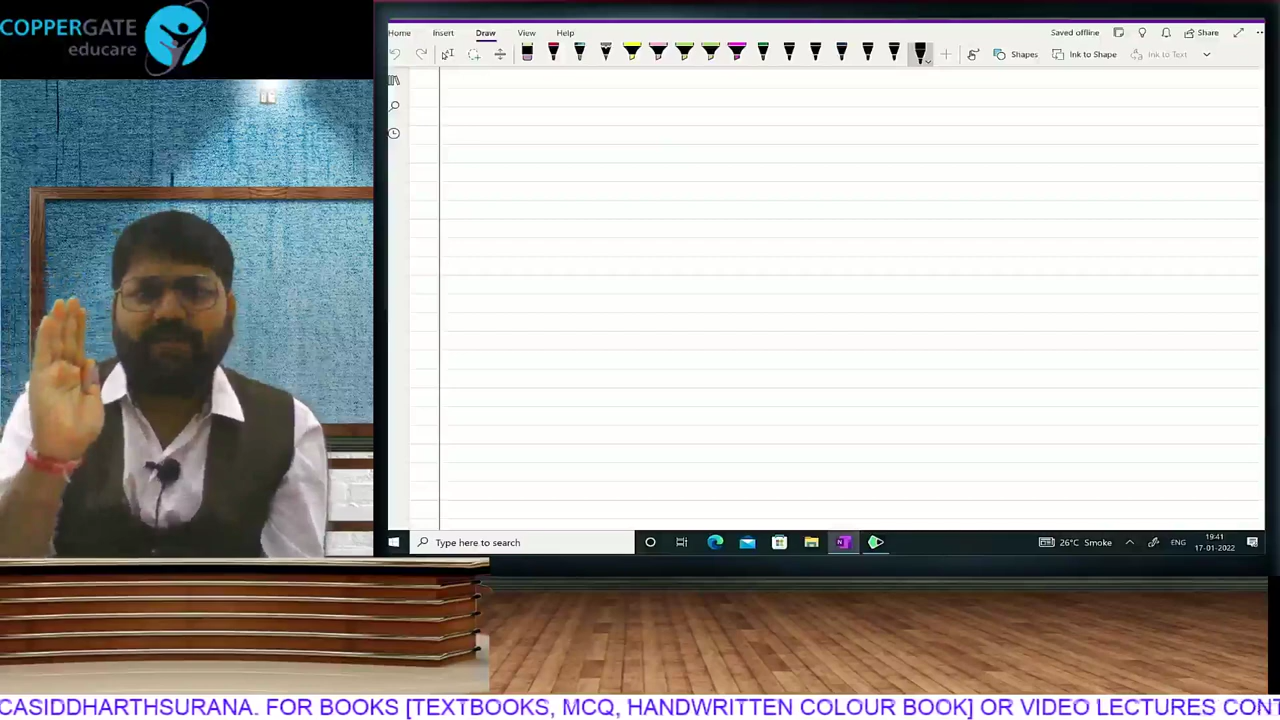 COPPERGATE
educare
Home Insert Draw View Help Saved offline Share
Shapes Ink to Shape Ink to Text
Type here to search 26°C Smoke ENG 19:41
17-01-2022
CASIDDHARTHSURANA. FOR BOOKS [TEXTBOOKS, MCQ, HANDWRITTEN COLOUR BOOK] OR VIDEO LECTURES CONT